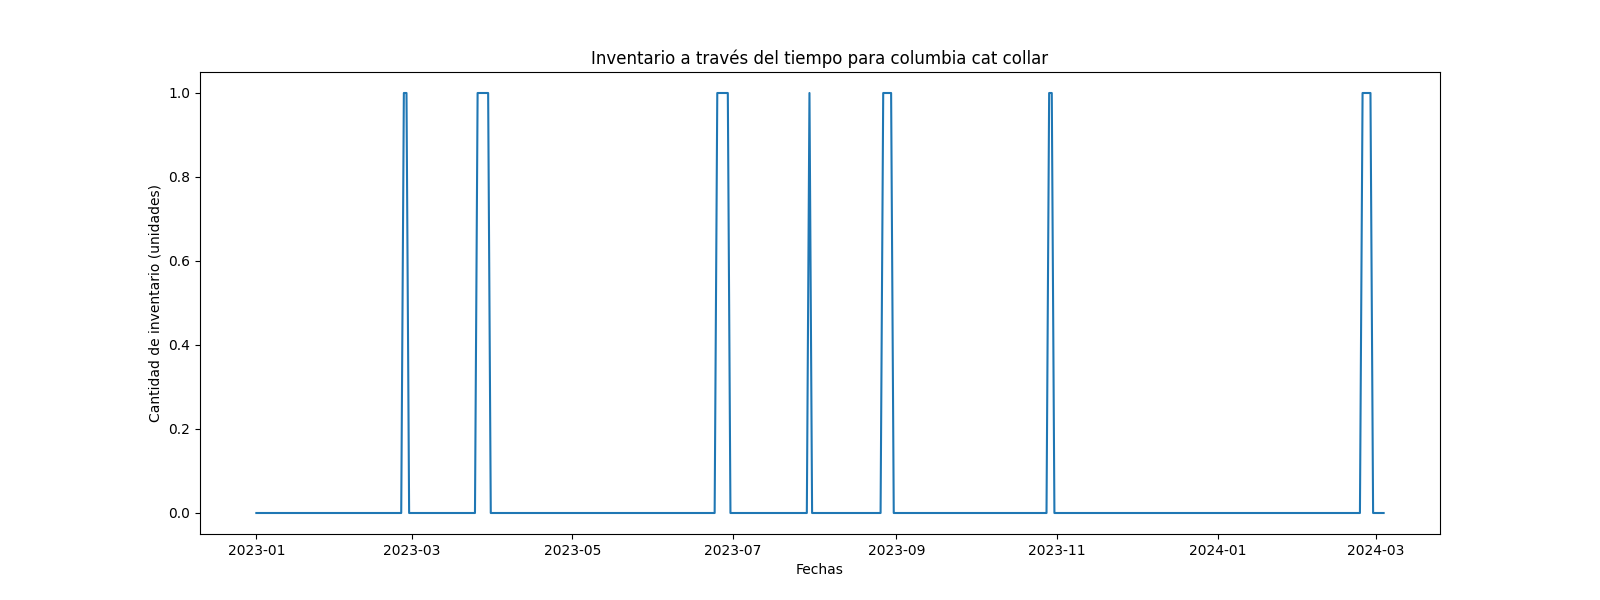 Inventario a través del tiempo para columbia cat collar
Cantidad de inventario (unidades)
1.0
0.8
0.6
0.4
0.2
0.0
2023-01 2023-03 2023-05 2023-07 2023-09 2023-11 2024-01 2024-03
Fechas